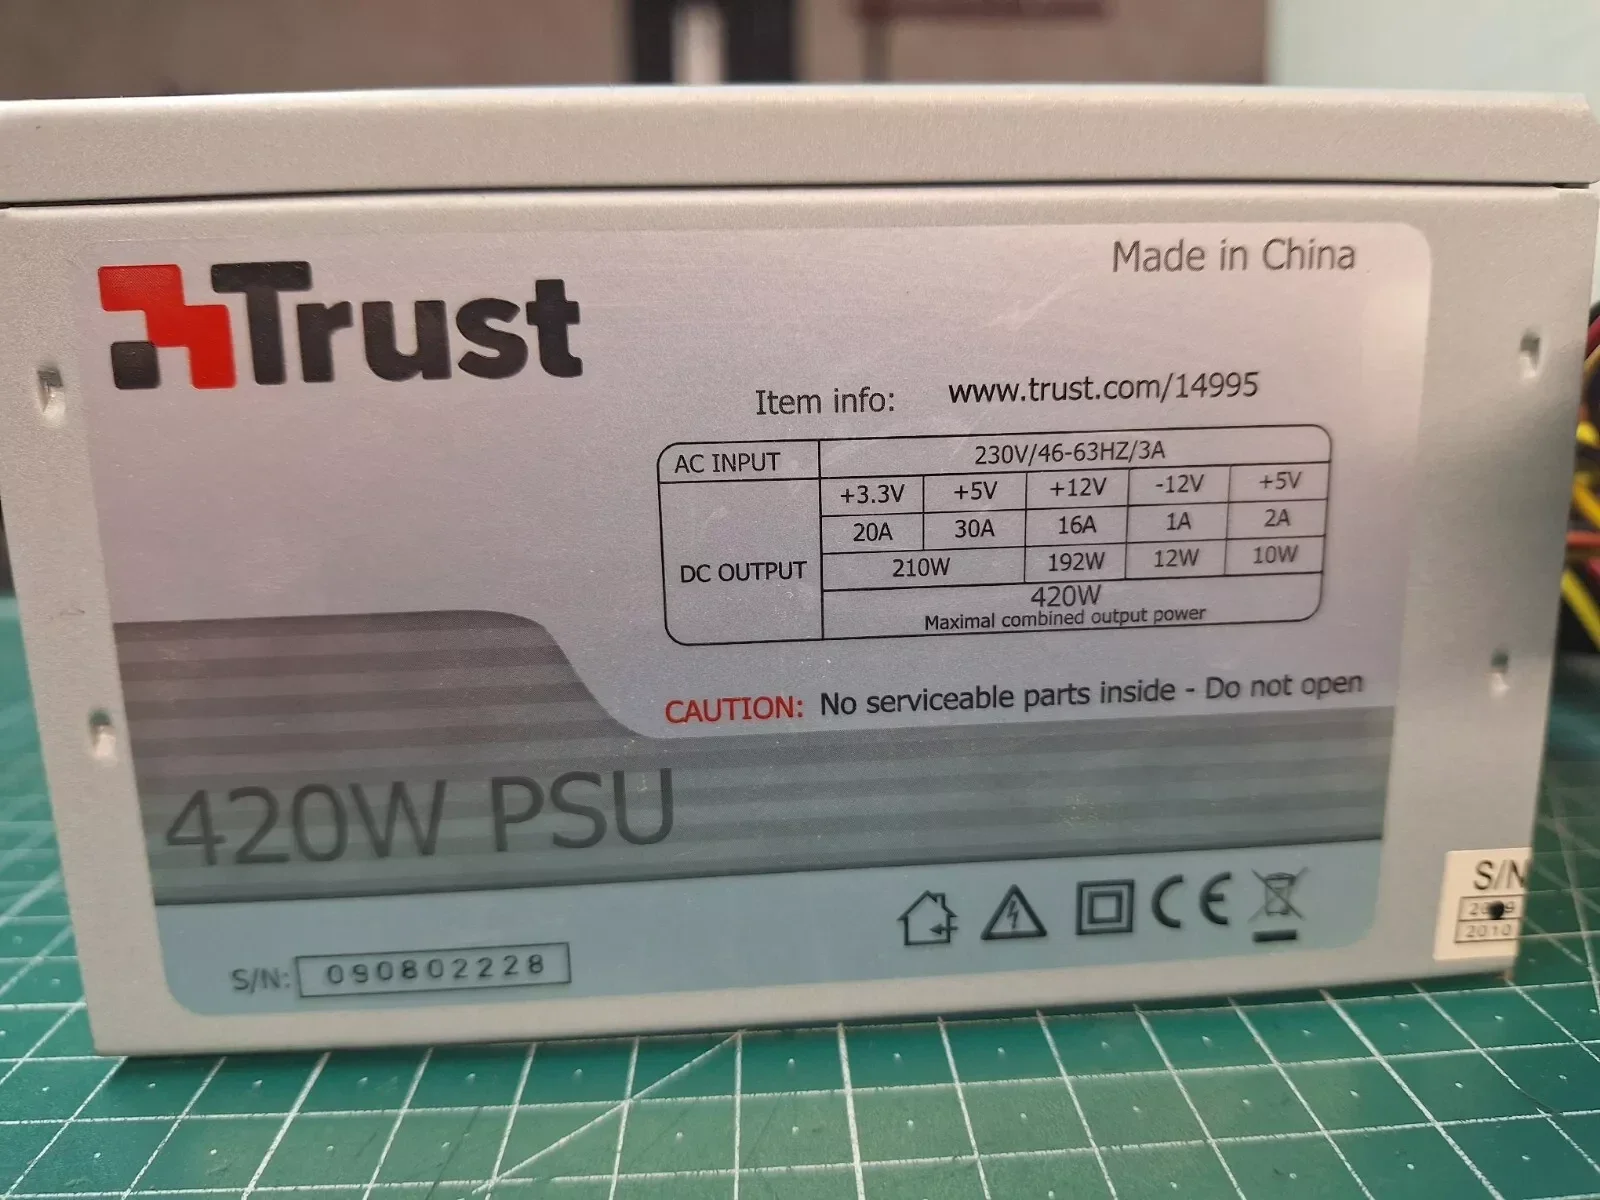 Trust
Made in China
Item info: www.trust.com/14995
AC INPUT 230V/46-63HZ/3A
+3.3V +5V +12V -12V +5V
20A 30A 16A 1A 2A
DC OUTPUT 210W 192W 12W 10W
420W
Maximal combined output power
CAUTION: No serviceable parts inside - Do not open
420W PSU
CE
S/N: 090802228
S/N
2010